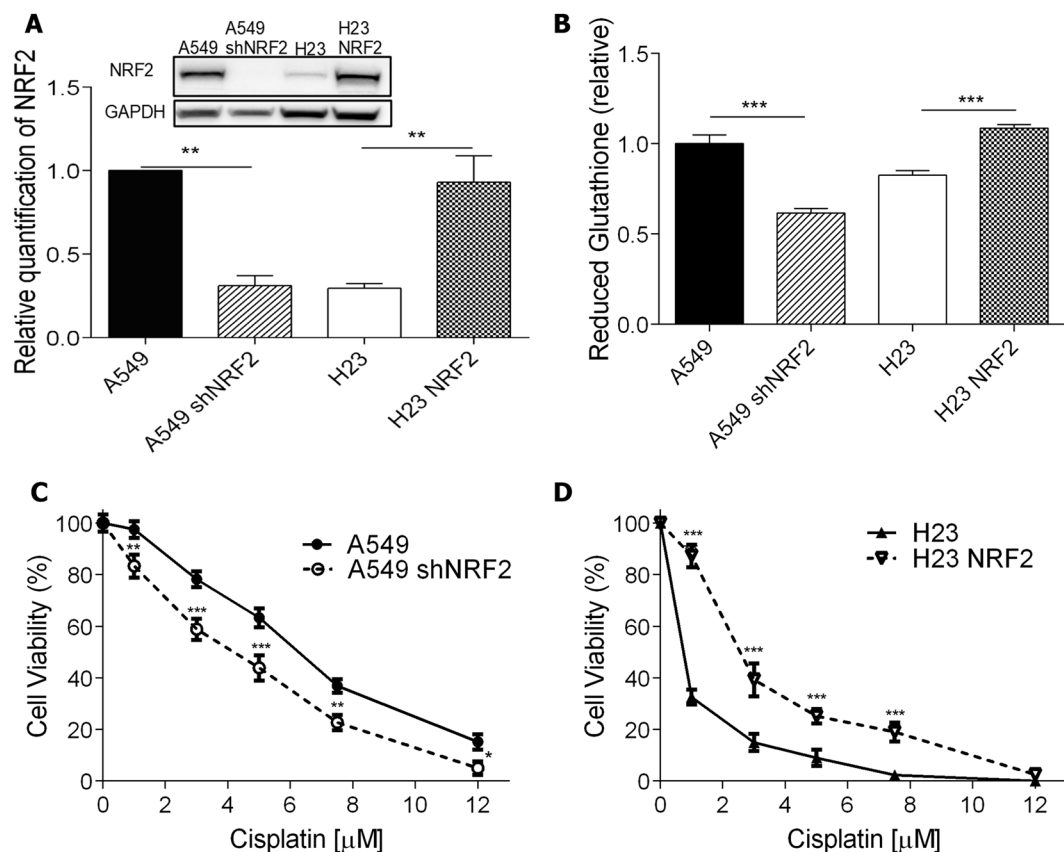 A
A549
A549 shNRF2
H23
H23 NRF2
NRF2
GAPDH
Relative quantification of NRF2
1.5
1.0
0.5
0.0
**
**
A549
A549 shNRF2
H23
H23 NRF2
B
Reduced Glutathione (relative)
1.5
1.0
0.5
0.0
***
***
A549
A549 shNRF2
H23
H23 NRF2
C
Cell Viability (%)
100
80
60
40
20
0
A549
A549 shNRF2
**
***
***
**
*
0 2 4 6 8 10 12
Cisplatin [µM]
D
Cell Viability (%)
100
80
60
40
20
0
H23
H23 NRF2
***
***
***
***
0 2 4 6 8 10 12
Cisplatin [µM]